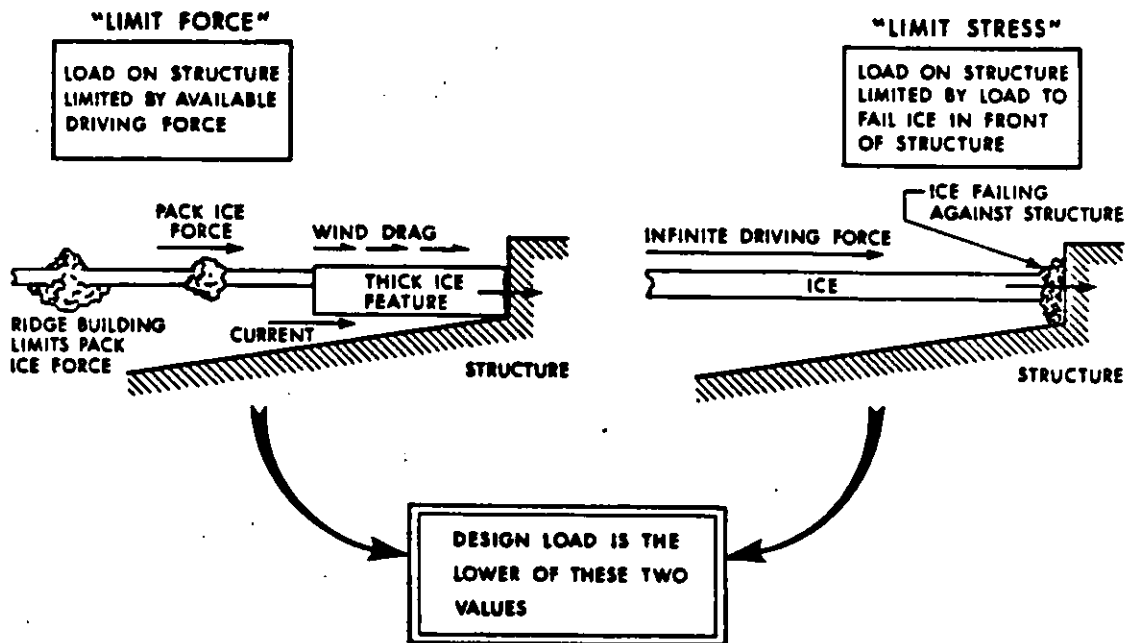 "LIMIT FORCE"
LOAD ON STRUCTURE
LIMITED BY AVAILABLE
DRIVING FORCE
PACK ICE
FORCE
WIND DRAG
THICK ICE
FEATURE
RIDGE BUILDING
LIMITS PACK
ICE FORCE
CURRENT
STRUCTURE
"LIMIT STRESS"
LOAD ON STRUCTURE
LIMITED BY LOAD TO
FAIL ICE IN FRONT
OF STRUCTURE
ICE FAILING
AGAINST STRUCTURE
INFINITE DRIVING FORCE
ICE
STRUCTURE
DESIGN LOAD IS THE
LOWER OF THESE TWO
VALUES